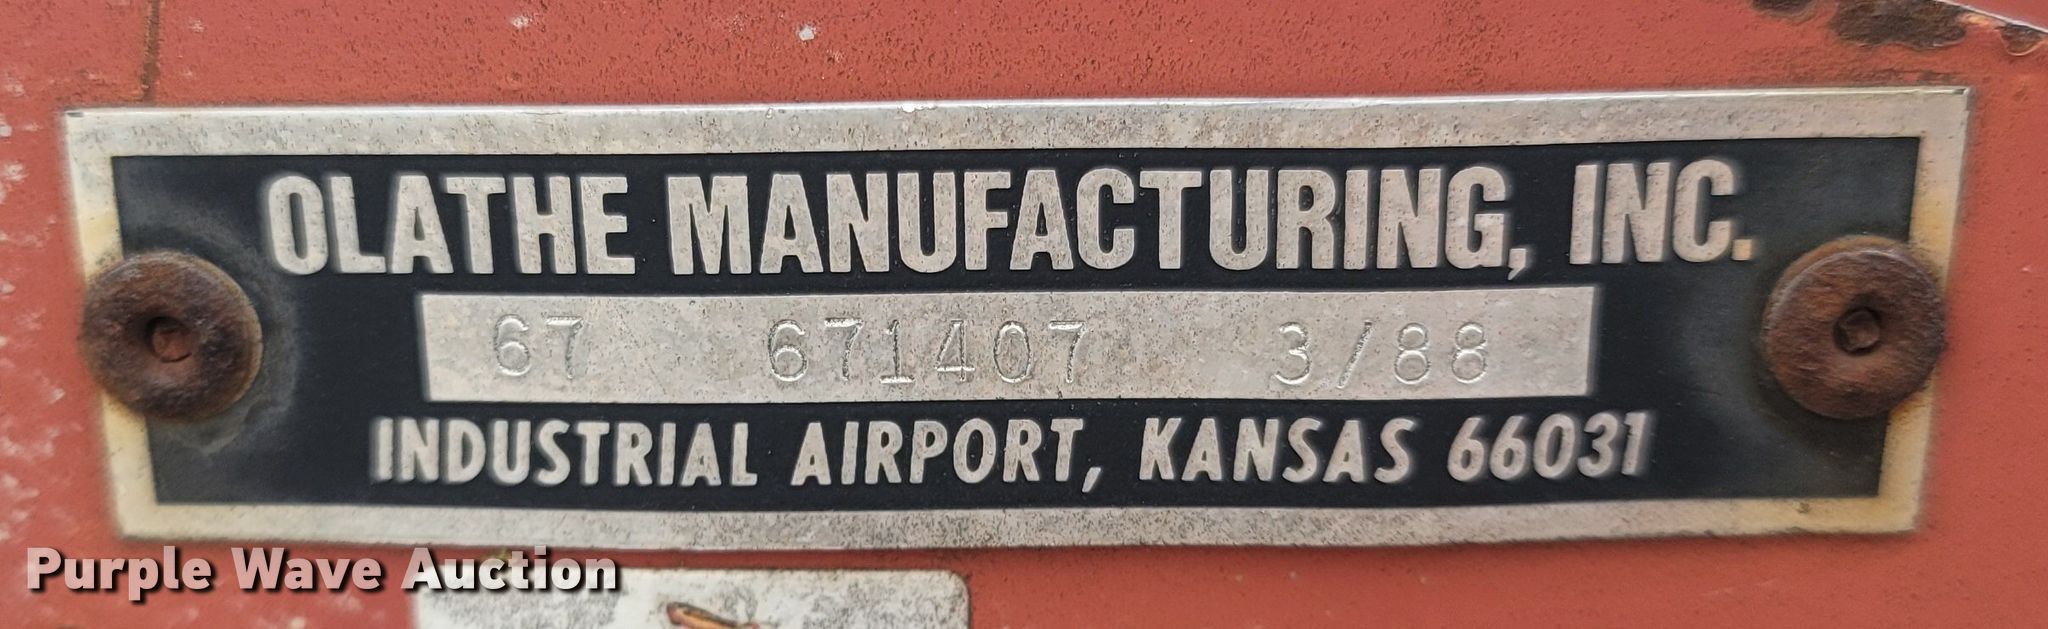 OLATHE MANUFACTURING, INC.
67 671407 3/88
INDUSTRIAL AIRPORT, KANSAS 66031
Purple Wave Auction